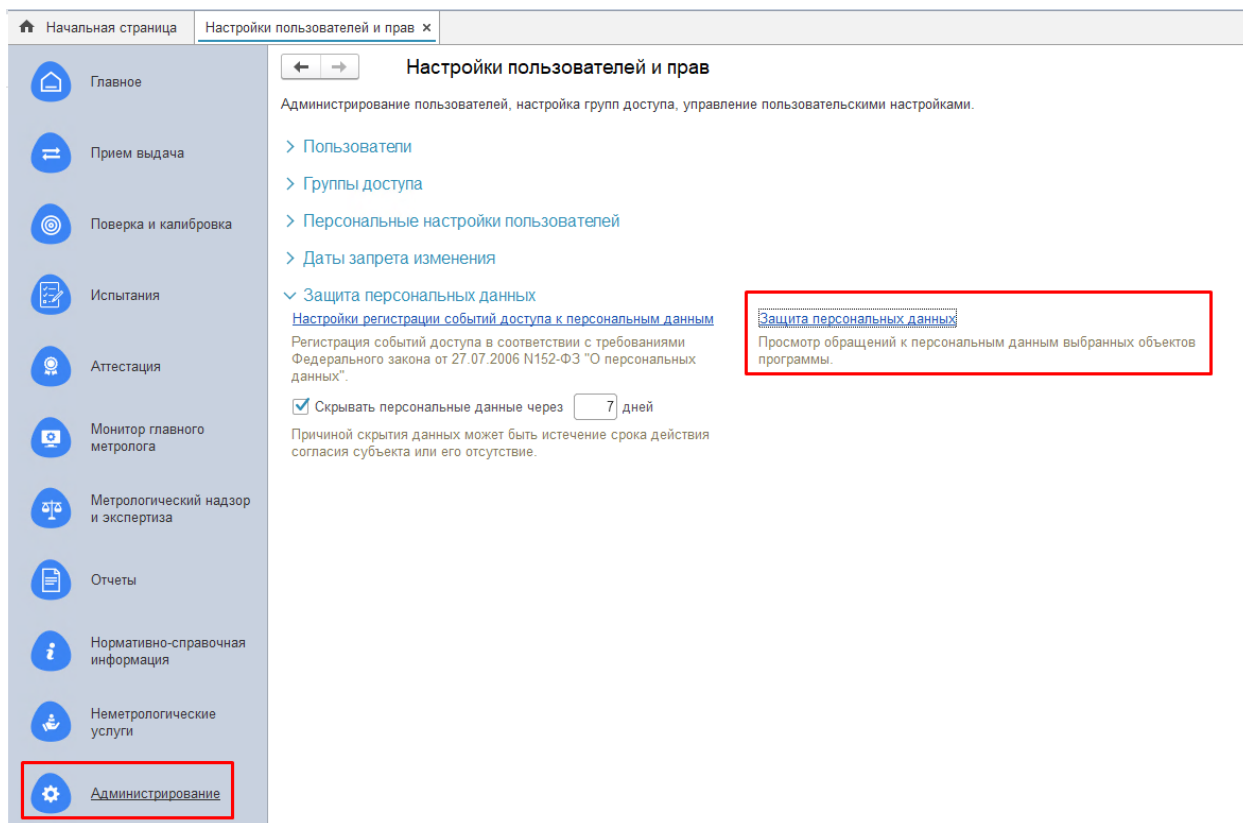 Начальная страница
Настройки пользователей и прав ×
Главное
Прием выдача
Поверка и калибровка
Испытания
Аттестация
Монитор главного
метролога
Метрологический надзор
и экспертиза
Отчеты
Нормативно-справочная
информация
Неметрологические
услуги
Администрирование
Настройки пользователей и прав
Администрирование пользователей, настройка групп доступа, управление пользовательскими настройками.
Пользователи
Группы доступа
Персональные настройки пользователей
Даты запрета изменения
Защита персональных данных
Настройки регистрации событий доступа к персональным данным
Регистрация событий доступа в соответствии с требованиями
Федерального закона от 27.07.2006 N152-ФЗ "О персональных
данных".
Скрывать персональные данные через 7 дней
Причиной скрытия данных может быть истечение срока действия
согласия субъекта или его отсутствие.
Защита персональных данных
Просмотр обращений к персональным данным выбранных объектов
программы.